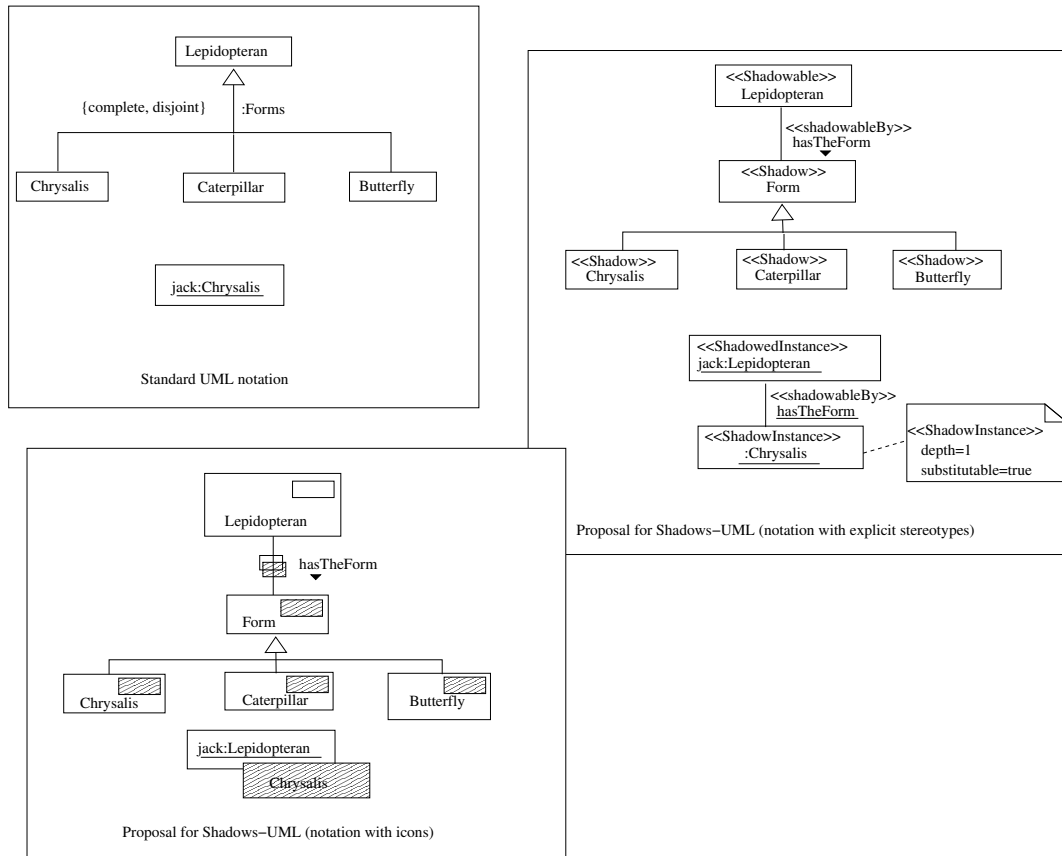 Lepidopteran
{complete, disjoint}
:Forms
Chrysalis
Caterpillar
Butterfly
jack:Chrysalis
Standard UML notation
<<Shadowable>>
Lepidopteran
<<shadowableBy>>
hasTheForm
<<Shadow>>
Form
<<Shadow>>
Chrysalis
<<Shadow>>
Caterpillar
<<Shadow>>
Butterfly
<<ShadowedInstance>>
jack:Lepidopteran
<<shadowableBy>>
hasTheForm
<<ShadowInstance>>
:Chrysalis
<<ShadowInstance>>
depth=1
substitutable=true
Proposal for Shadows−UML (notation with explicit stereotypes)
Lepidopteran
hasTheForm
Form
Chrysalis
Caterpillar
Butterfly
jack:Lepidopteran
Chrysalis
Proposal for Shadows−UML (notation with icons)